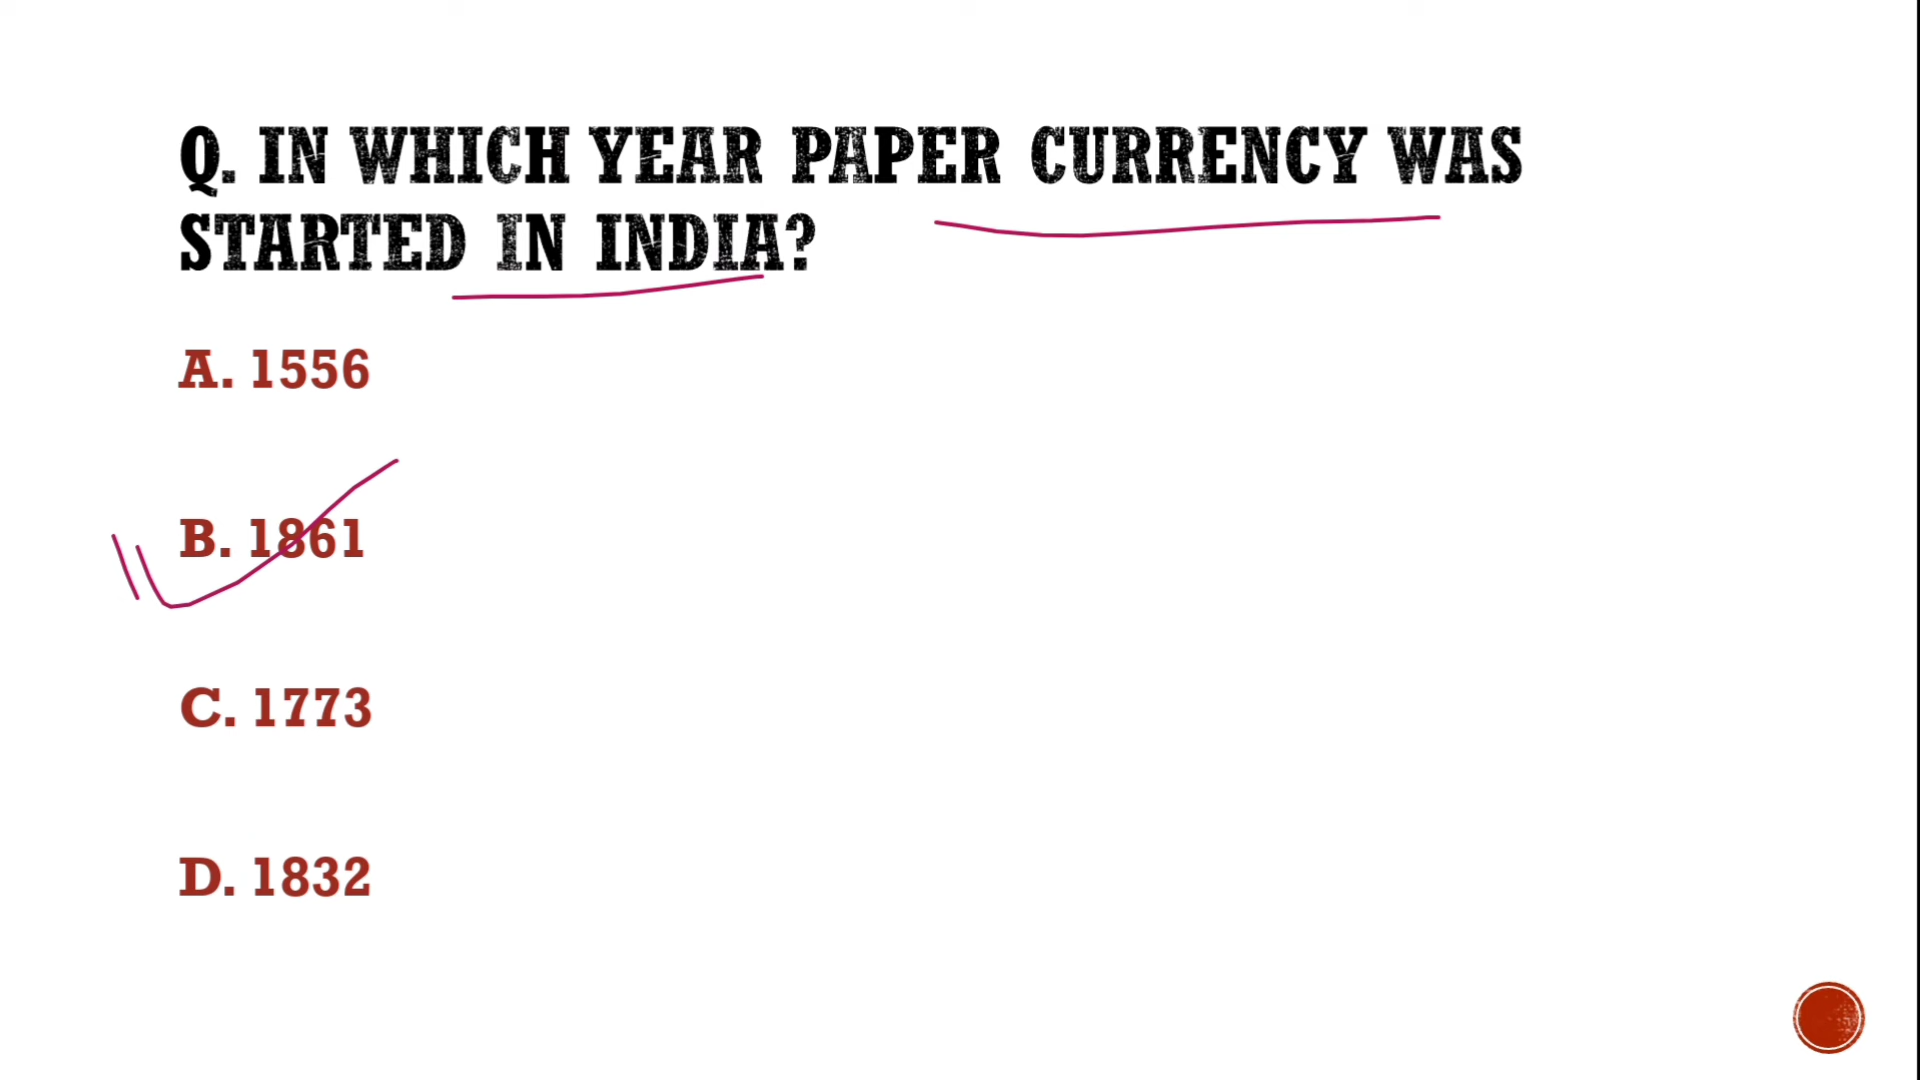 Q. IN WHICH YEAR PAPER CURRENCY WAS
STARTED IN INDIA?
A. 1556
B. 1861
C. 1773
D. 1832